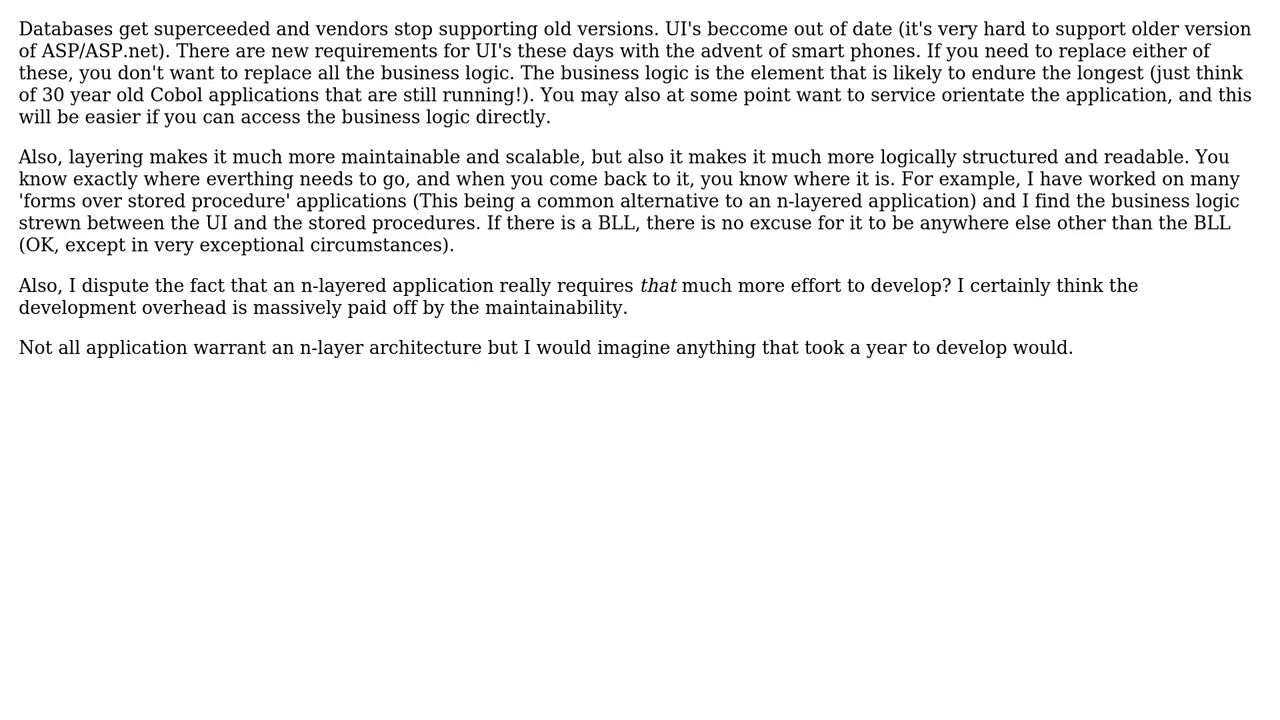 Databases get superceeded and vendors stop supporting old versions. UI's beccome out of date (it's very hard to support older version
of ASP/ASP.net). There are new requirements for UI's these days with the advent of smart phones. If you need to replace either of
these, you don't want to replace all the business logic. The business logic is the element that is likely to endure the longest (just think
of 30 year old Cobol applications that are still running!). You may also at some point want to service orientate the application, and this
will be easier if you can access the business logic directly.
Also, layering makes it much more maintainable and scalable, but also it makes it much more logically structured and readable. You
know exactly where everthing needs to go, and when you come back to it, you know where it is. For example, I have worked on many
'forms over stored procedure' applications (This being a common alternative to an n-layered application) and I find the business logic
strewn between the UI and the stored procedures. If there is a BLL, there is no excuse for it to be anywhere else other than the BLL
(OK, except in very exceptional circumstances).
Also, I dispute the fact that an n-layered application really requires that much more effort to develop? I certainly think the
development overhead is massively paid off by the maintainability.
Not all application warrant an n-layer architecture but I would imagine anything that took a year to develop would.